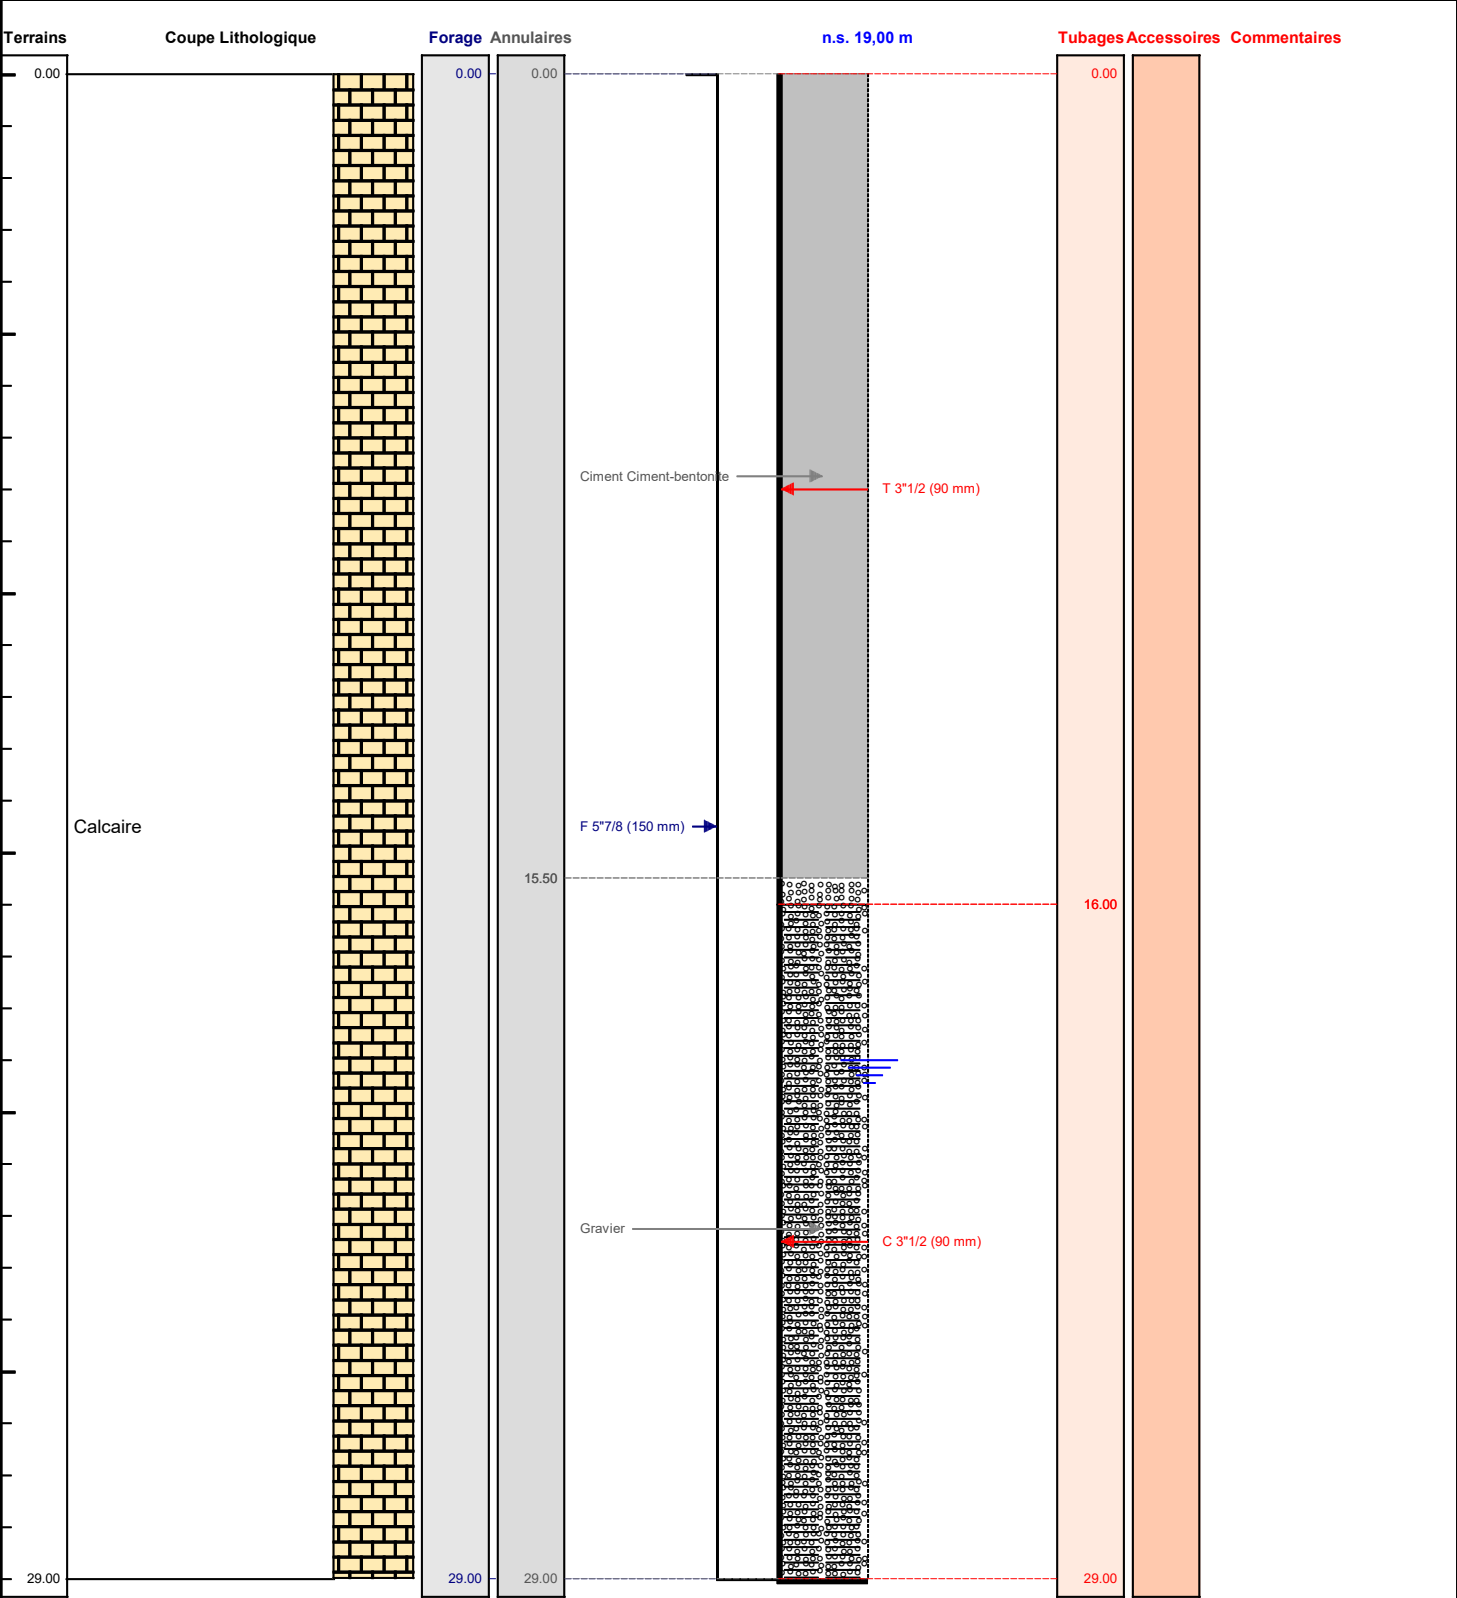 Terrains Coupe Lithologique Forage Annulaires n.s. 19,00 m Tubages Accessoires Commentaires
0.00 0.00 0.00 0.00
Ciment Ciment-bentonite
T 3"1/2 (90 mm)
Calcaire F 5"7/8 (150 mm)
15.50
16.00
Gravier
C 3"1/2 (90 mm)
29.00 29.00 29.00 29.00